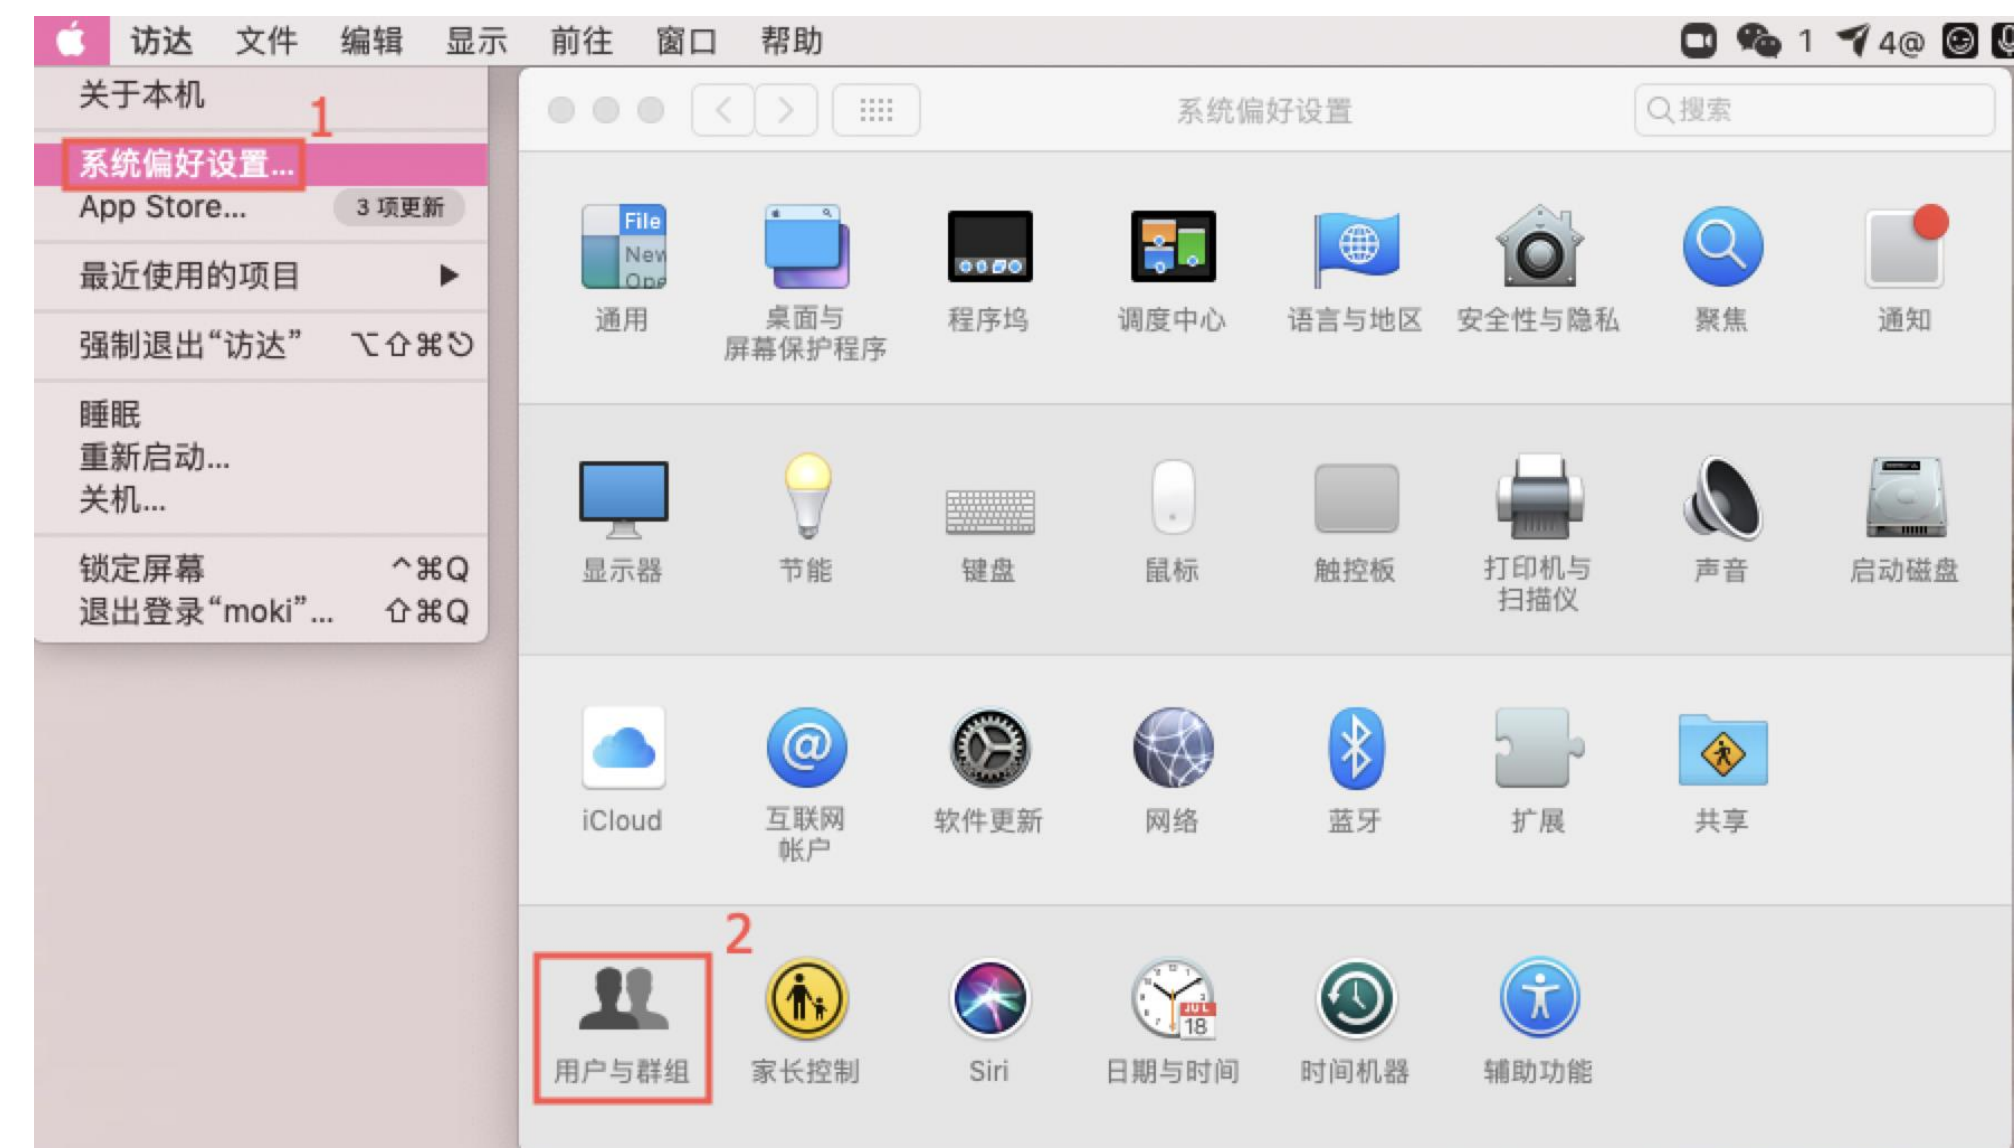 访达 文件 编辑 显示 前往 窗口 帮助 1 4@
关于本机
1
系统偏好设置...
App Store... 3 项更新
最近使用的项目 ▶
强制退出“访达” ⌥⇧⌘⎋
睡眠
重新启动...
关机...
锁定屏幕 ^⌘Q
退出登录“moki”... ⇧⌘Q
系统偏好设置
搜索
File
New
Ope
通用
桌面与
屏幕保护程序
程序坞
调度中心
语言与地区
安全性与隐私
聚焦
通知
显示器
节能
键盘
鼠标
触控板
打印机与
扫描仪
声音
启动磁盘
iCloud
@
互联网
帐户
软件更新
网络
蓝牙
扩展
共享
2
用户与群组
家长控制
Siri
JUL
18
日期与时间
时间机器
辅助功能